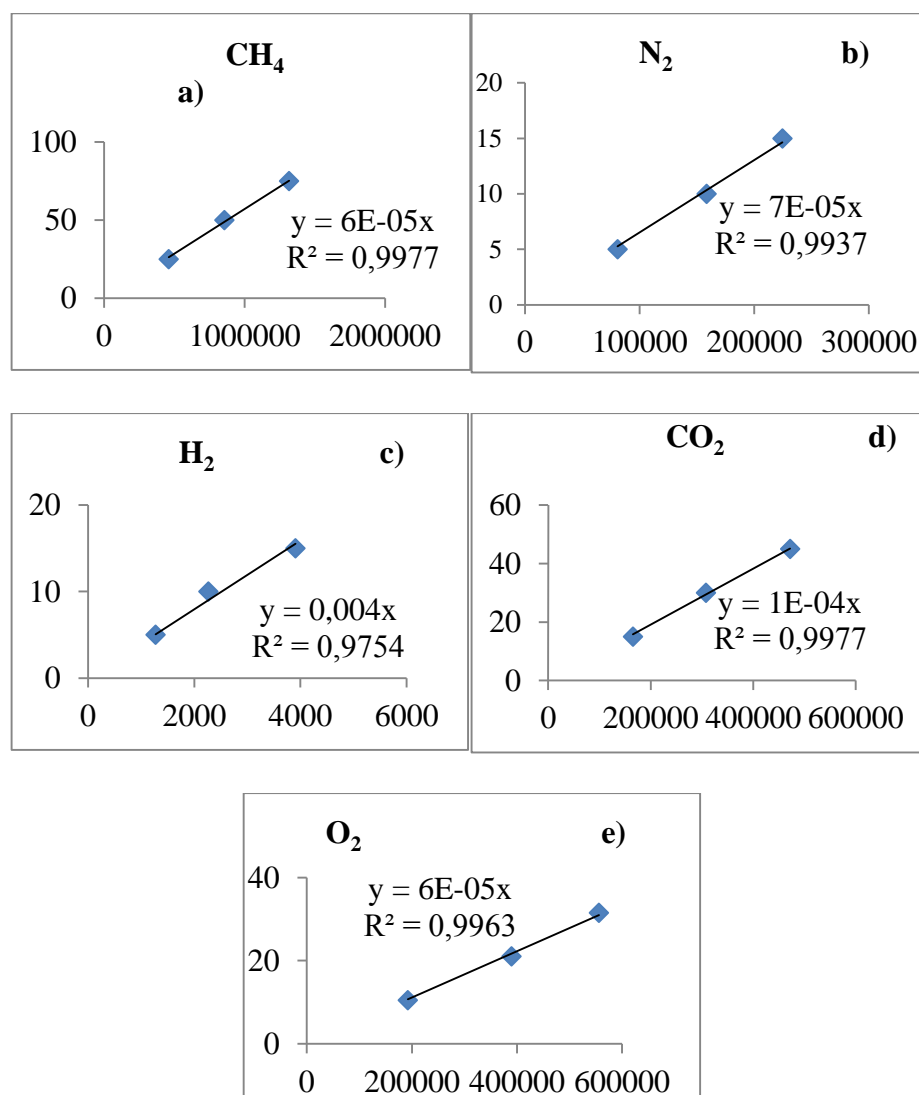 CH₄
a)
100
50
0
y = 6E-05x
R² = 0,9977
0 1000000 2000000
N₂ b)
20
15
10
5
0
y = 7E-05x
R² = 0,9937
0 100000 200000 300000
H₂ c)
20
10
0
y = 0,004x
R² = 0,9754
0 2000 4000 6000
CO₂ d)
60
40
20
0
y = 1E-04x
R² = 0,9977
0 200000 400000 600000
O₂ e)
40
20
0
y = 6E-05x
R² = 0,9963
0 200000 400000 600000